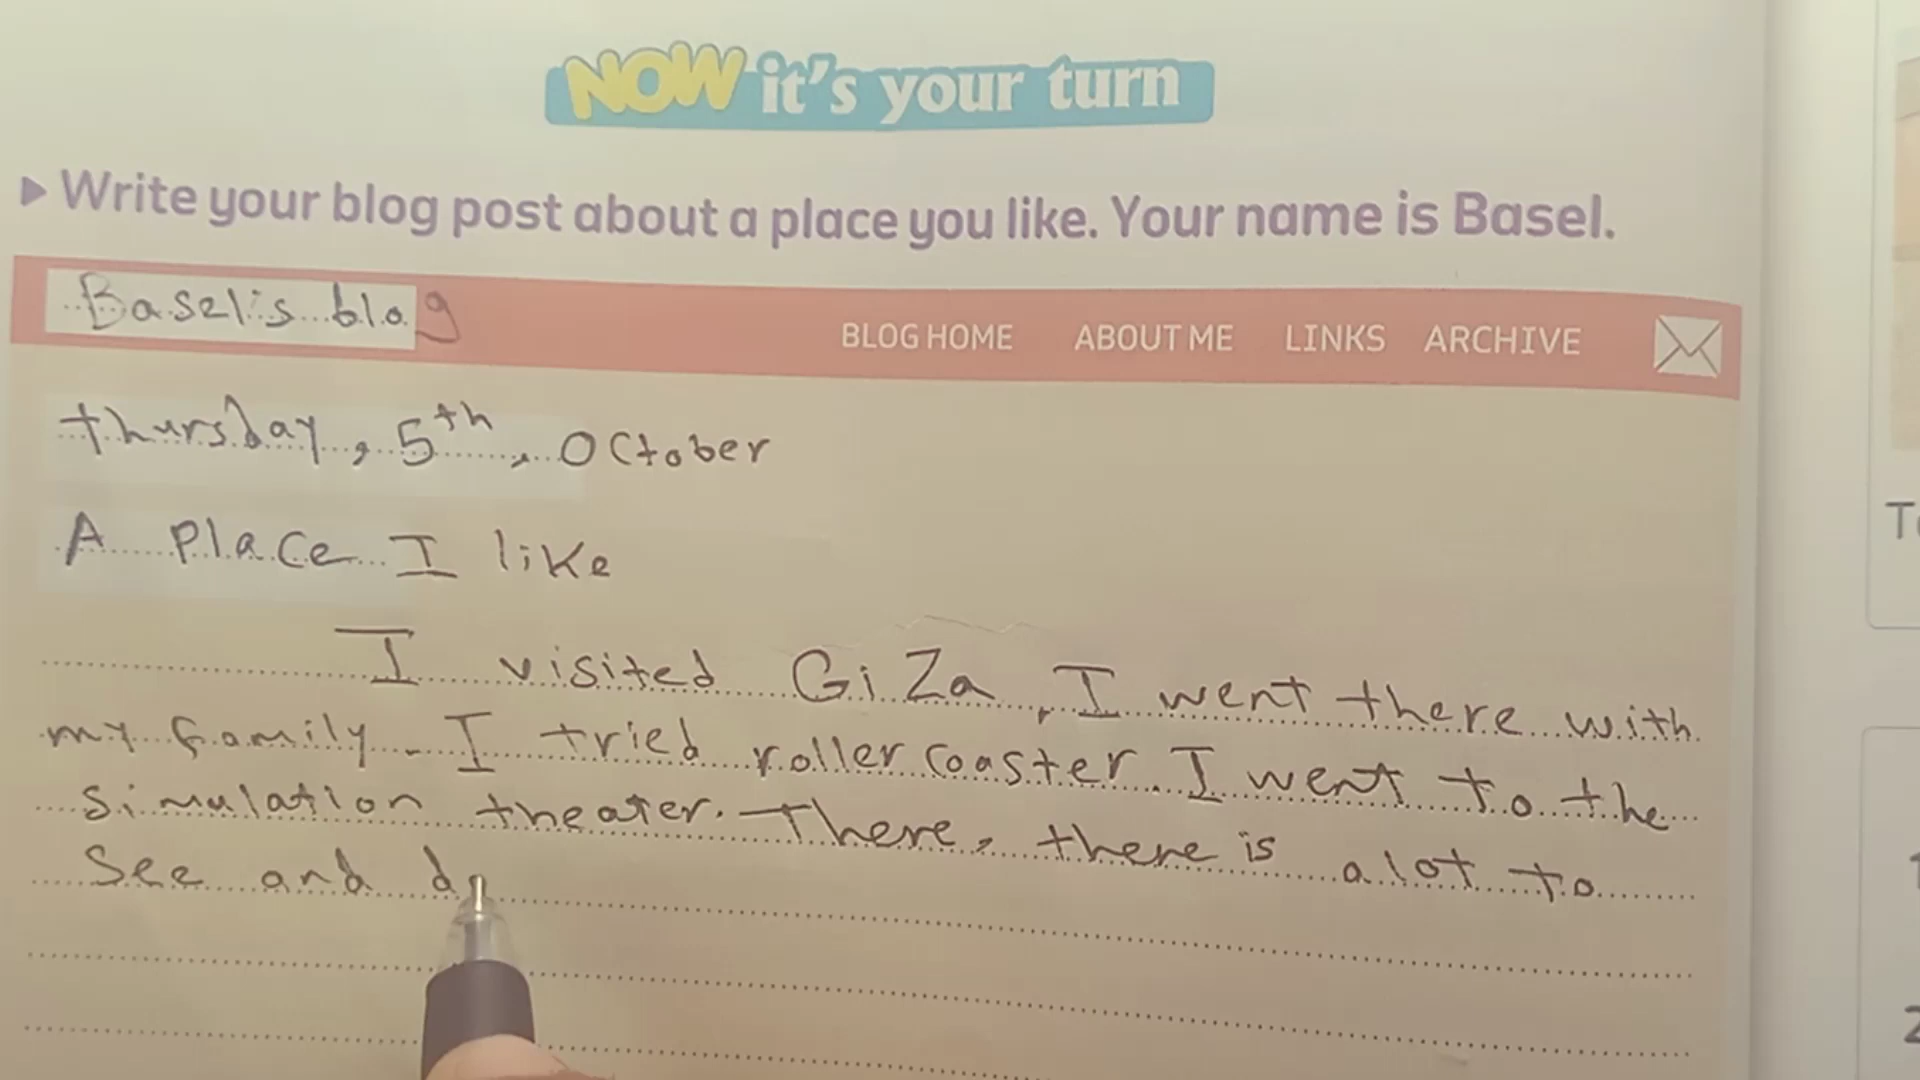 NOW it's your turn
▶ Write your blog post about a place you like. Your name is Basel.
Basel's blog
BLOG HOME ABOUT ME LINKS ARCHIVE
thursday, 5th, October
A place I like
I visited GiZa, I went there with
my family. I tried roller coaster. I went to the
simulation theater. There, there is a lot to
see and do